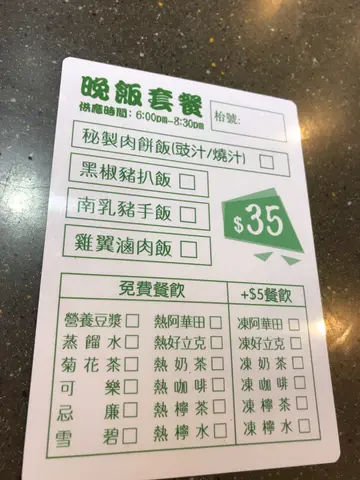 晚飯套餐
供應時間：6:00pm-8:30pm
枱號：
秘製肉餅飯(豉汁/燒汁) □
黑椒豬扒飯 □
南乳豬手飯 □
雞翼滷肉飯 □
$35
免費餐飲 +$5餐飲
營養豆漿 □ 熱阿華田 □ 凍阿華田 □
蒸餾水 □ 熱好立克 □ 凍好立克 □
菊花茶 □ 熱奶茶 □ 凍奶茶 □
可樂 □ 熱咖啡 □ 凍咖啡 □
忌廉 □ 熱檸茶 □ 凍檸茶 □
雪碧 □ 熱檸水 □ 凍檸水 □